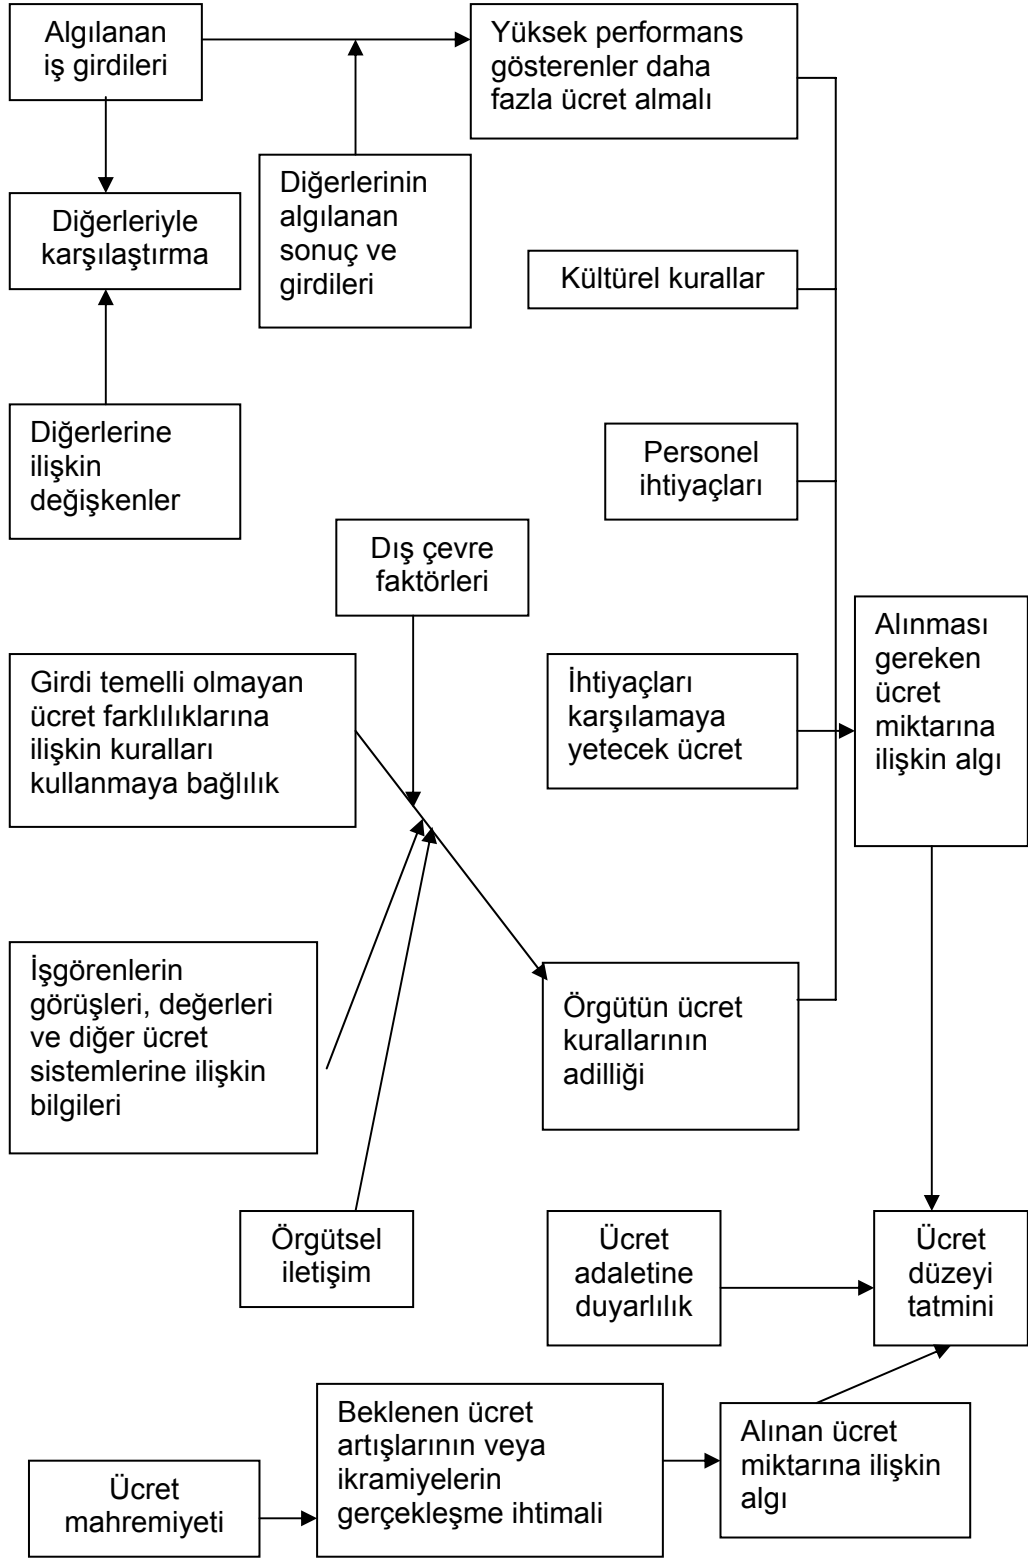 Algılanan
iş girdileri
Yüksek performans
gösterenler daha
fazla ücret almalı
Diğerlerinin
algılanan
sonuç ve
girdileri
Diğerleriyle
karşılaştırma
Kültürel kurallar
Diğerlerine
ilişkin
değişkenler
Personel
ihtiyaçları
Dış çevre
faktörleri
Alınması
gereken
ücret
miktarına
ilişkin algı
Girdi temelli olmayan
ücret farklılıklarına
ilişkin kuralları
kullanmaya bağlılık
İhtiyaçları
karşılamaya
yetecek ücret
İşgörenlerin
görüşleri, değerleri
ve diğer ücret
sistemlerine ilişkin
bilgileri
Örgütün ücret
kurallarının
adilliği
Örgütsel
iletişim
Ücret
adaletine
duyarlılık
Ücret
düzeyi
tatmini
Beklenen ücret
artışlarının veya
ikramiyelerin
gerçekleşme ihtimali
Alınan ücret
miktarına ilişkin
algı
Ücret
mahremiyeti